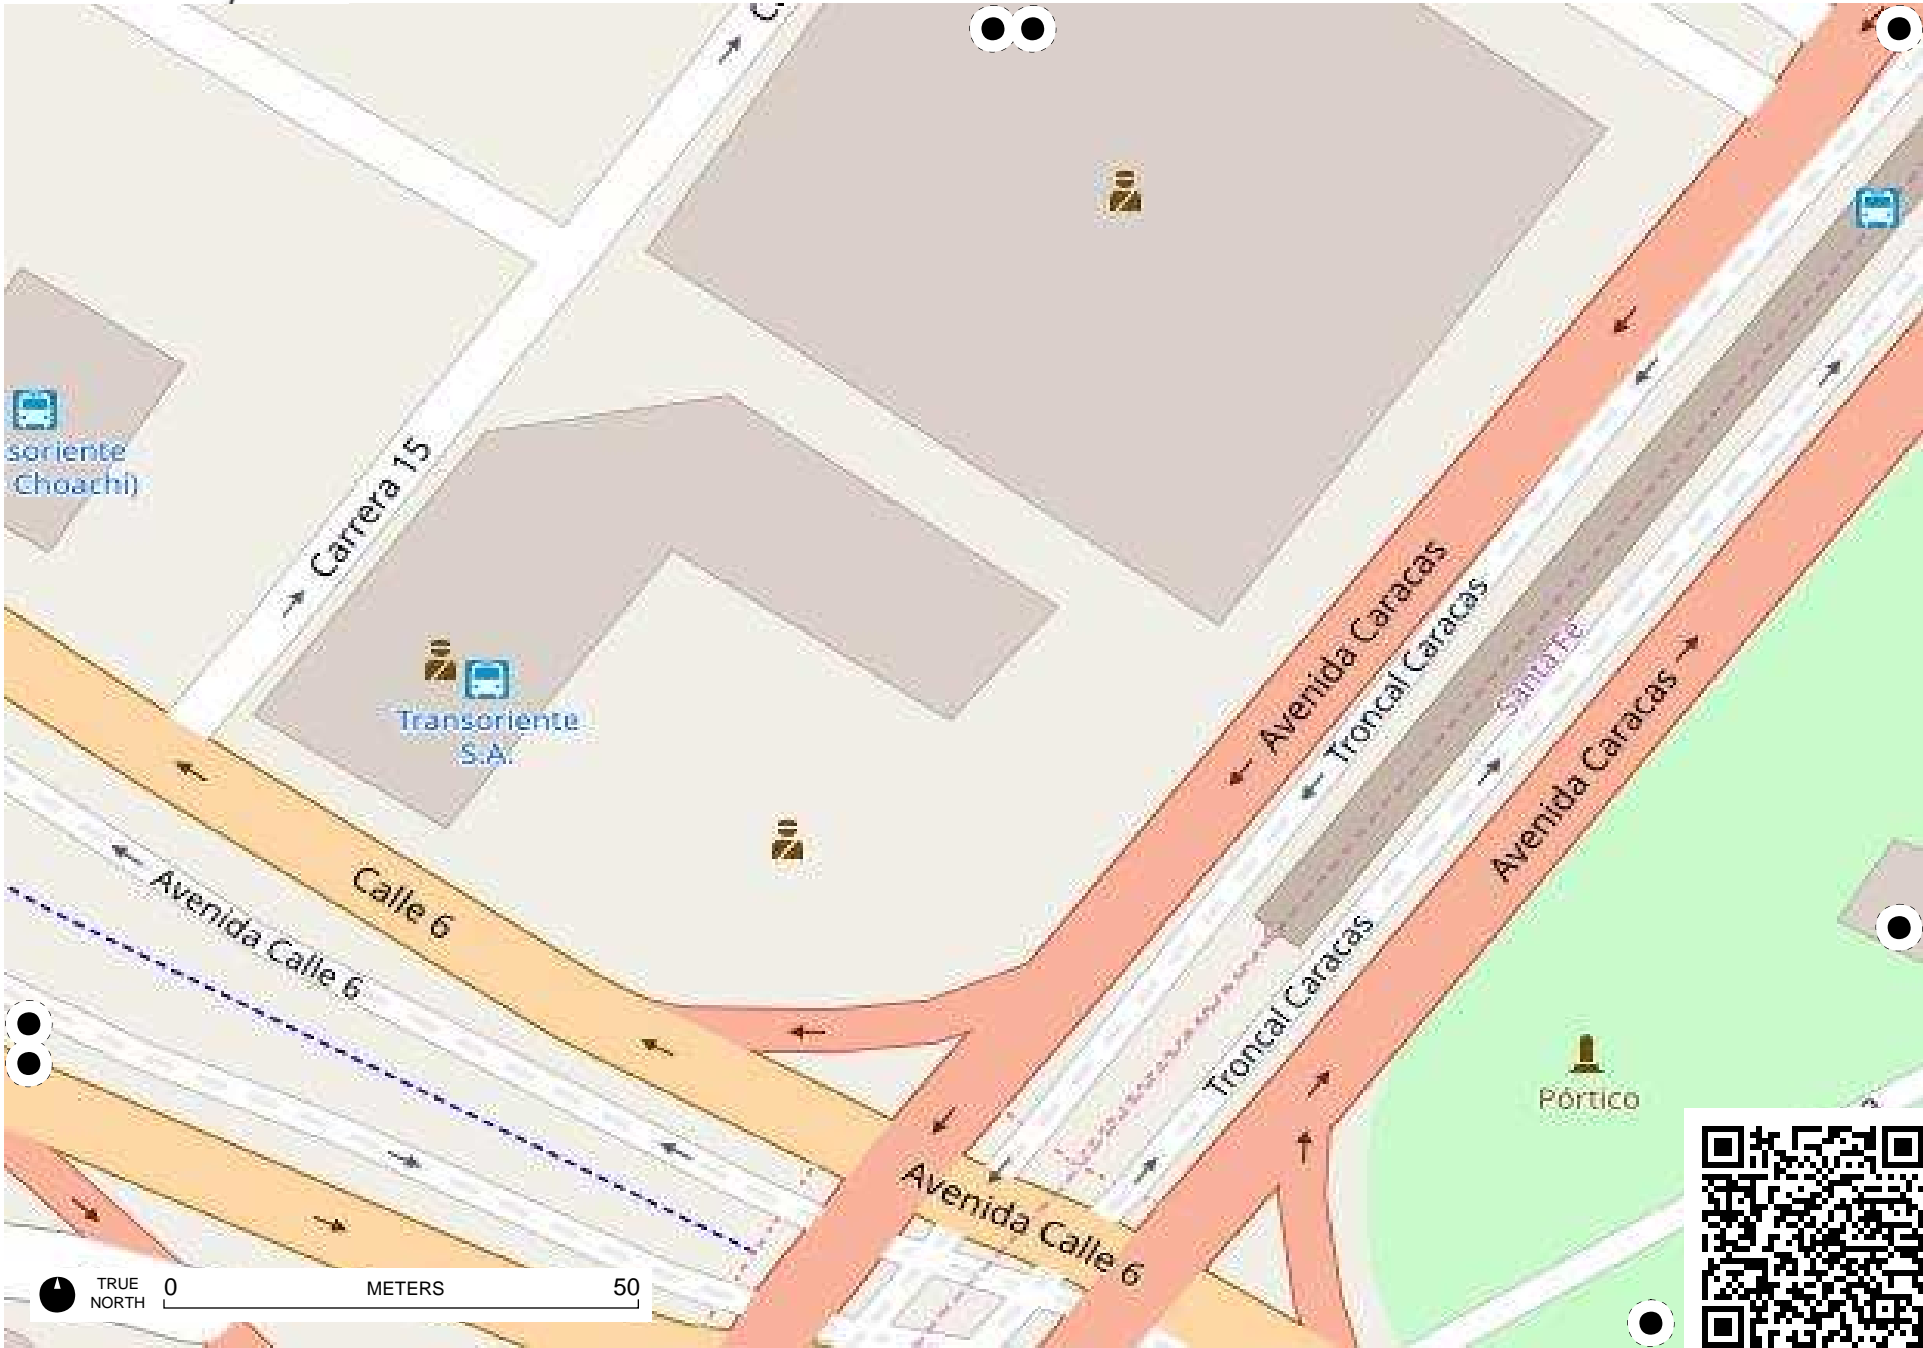 soriente
Choachi)
Carrera 15
Transoriente
S.A.
Avenida Caracas
Troncal Caracas
Santa Fe
Avenida Caracas
Calle 6
Avenida Calle 6
Troncal Caracas
Pórtico
Avenida Calle 6
TRUE
NORTH
0
METERS
50